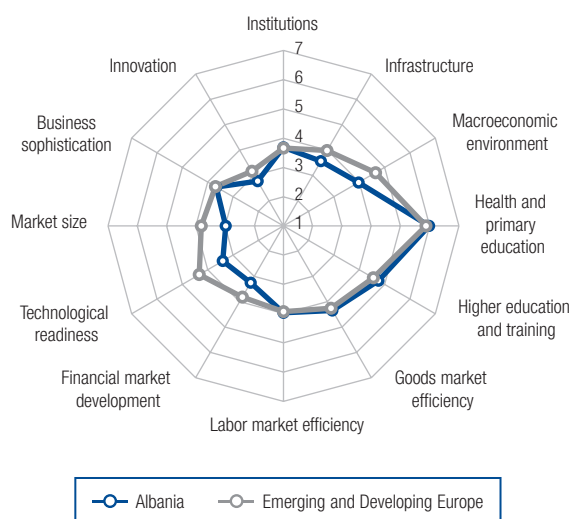 Institutions
7
6
5
4
3
2
1
Innovation
Infrastructure
Business
sophistication
Macroeconomic
environment
Market size
Health and
primary
education
Technological
readiness
Higher education
and training
Financial market
development
Goods market
efficiency
Labor market efficiency
Albania
Emerging and Developing Europe